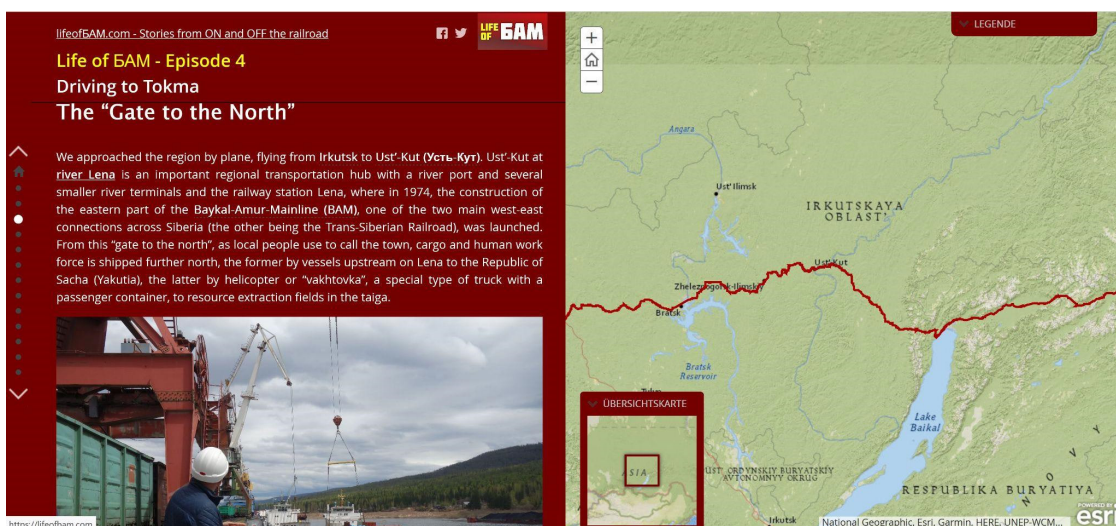 lifeofБАМ.com - Stories from ON and OFF the railroad
LIFE OF БАМ
Life of БАМ - Episode 4
Driving to Tokma
The “Gate to the North”
We approached the region by plane, flying from Irkutsk to Ust'-Kut (Усть-Кут). Ust'-Kut at
river Lena is an important regional transportation hub with a river port and several
smaller river terminals and the railway station Lena, where in 1974, the construction of
the eastern part of the Baykal-Amur-Mainline (BAM), one of the two main west-east
connections across Siberia (the other being the Trans-Siberian Railroad), was launched.
From this “gate to the north”, as local people use to call the town, cargo and human work
force is shipped further north, the former by vessels upstream on Lena to the Republic of
Sacha (Yakutia), the latter by helicopter or “vakhtovka”, a special type of truck with a
passenger container, to resource extraction fields in the taiga.
https://lifeofbam.com
+
−
LEGENDE
Angara
Ust'Ilimsk
IRKUTSKAYA
OBLAST'
Ust'-Kut
Zheleznogorsk-Ilimskiy
Bratsk
Bratsk
Reservoir
ÜBERSICHTSKARTE
ASIA
Lake
Baikal
UST' ORDYNSKIY BURYATSKIY
AVTONOMNYY OKRUG
RESPUBLIKA BURYATIYA
Irkutsk
National Geographic, Esri, Garmin, HERE, UNEP-WCM...
POWERED BY
esri